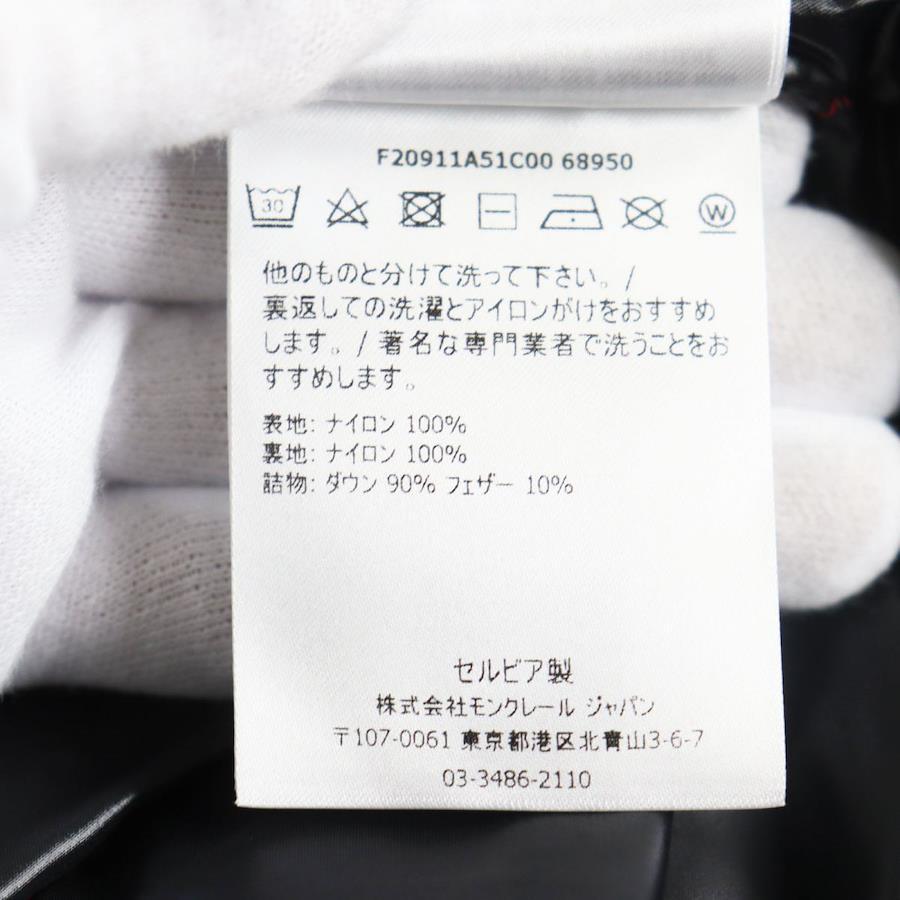 F20911A51C00 68950
30
W
他のものと分けて洗って下さい。/
裏返しての洗濯とアイロンがけをおすすめ
します。/ 著名な専門業者で洗うことをお
すすめします。
表地: ナイロン 100%
裏地: ナイロン 100%
詰物: ダウン 90% フェザー 10%
セルビア製
株式会社モンクレール ジャパン
〒107-0061 東京都港区北青山3-6-7
03-3486-2110